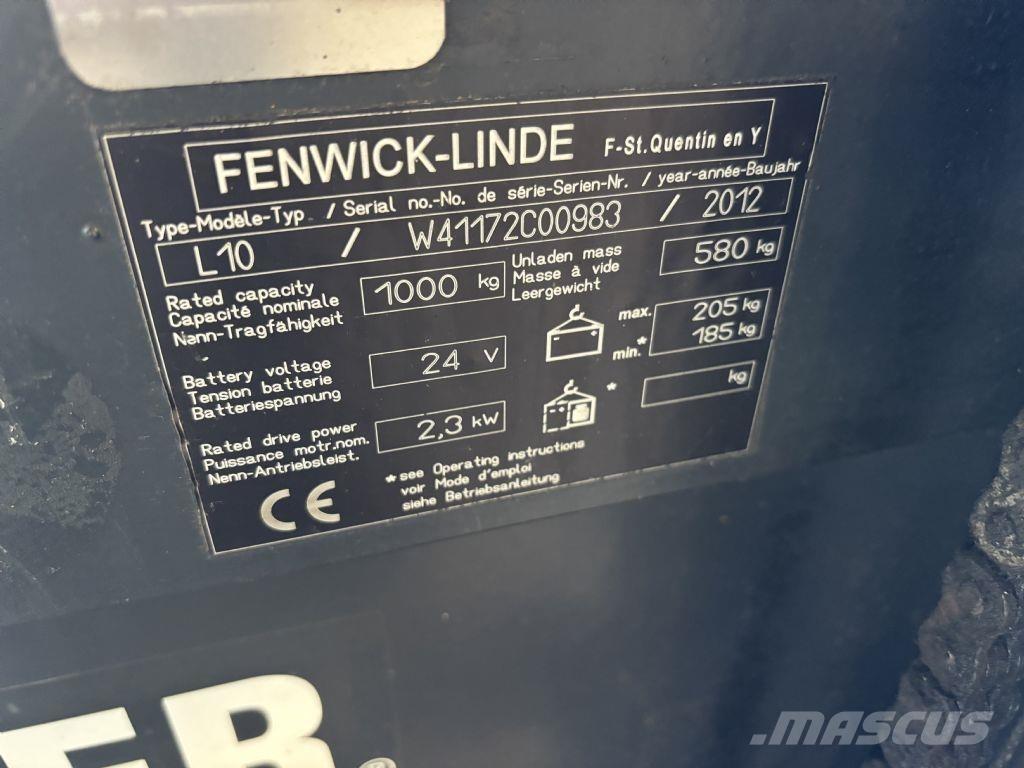 FENWICK-LINDE F-St.Quentin en Y
Type-Modèle-Typ / Serial no.-No. de série-Serien-Nr. / year-année-Baujahr
L10 / W41172C00983 / 2012
Rated capacity
Capacité nominale
Nenn-Tragfähigkeit
1000 kg
Unladen mass
Masse à vide
Leergewicht
580 kg
Battery voltage
Tension batterie
Batteriespannung
24 V
max. 205 kg
min.* 185 kg
Rated drive power
Puissance motr.nom.
Nenn-Antriebsleist.
2,3 kW
* kg
*see Operating instructions
voir Mode d'emploi
siehe Betriebsanleitung
CE
ER®
MASCUS